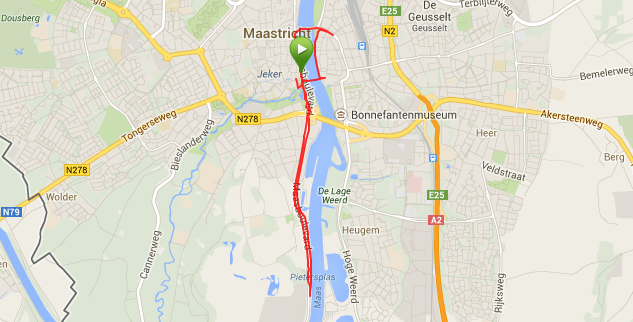 Dousberg
Maastricht
E25
De
Geusselt
Geusselt
Terblijterweg
N2
Jeker
Bemelerweg
Tongerseweg
N278
Bonnefantenmuseum
Akersteenweg
Bieslanderweg
Heer
Berg
N278
Veldstraat
Wolder
De Lage
Weerd
E25
Maasboulevard
N79
A2
Heugem
Cannerweg
Hoge Weerd
Pietersplas
Maas
Rijksweg